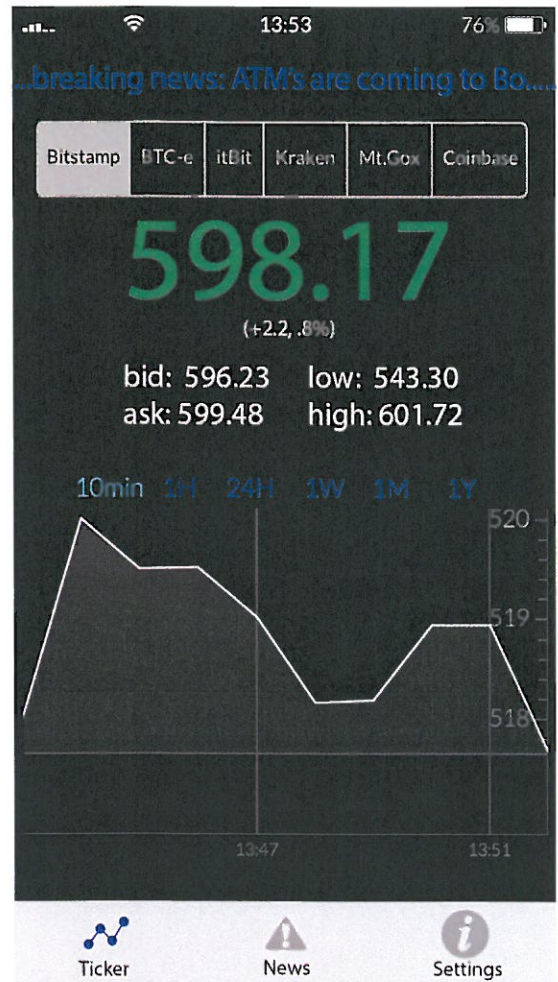 13:53 76%
...breaking news: ATM's are coming to Bo.....
Bitstamp BTC-e itBit Kraken Mt.Gox Coinbase
598.17
(+2.2, .8%)
bid: 596.23 low: 543.30
ask: 599.48 high: 601.72
10min 1H 24H 1W 1M 1Y
520
519
518
13:47 13:51
Ticker News Settings